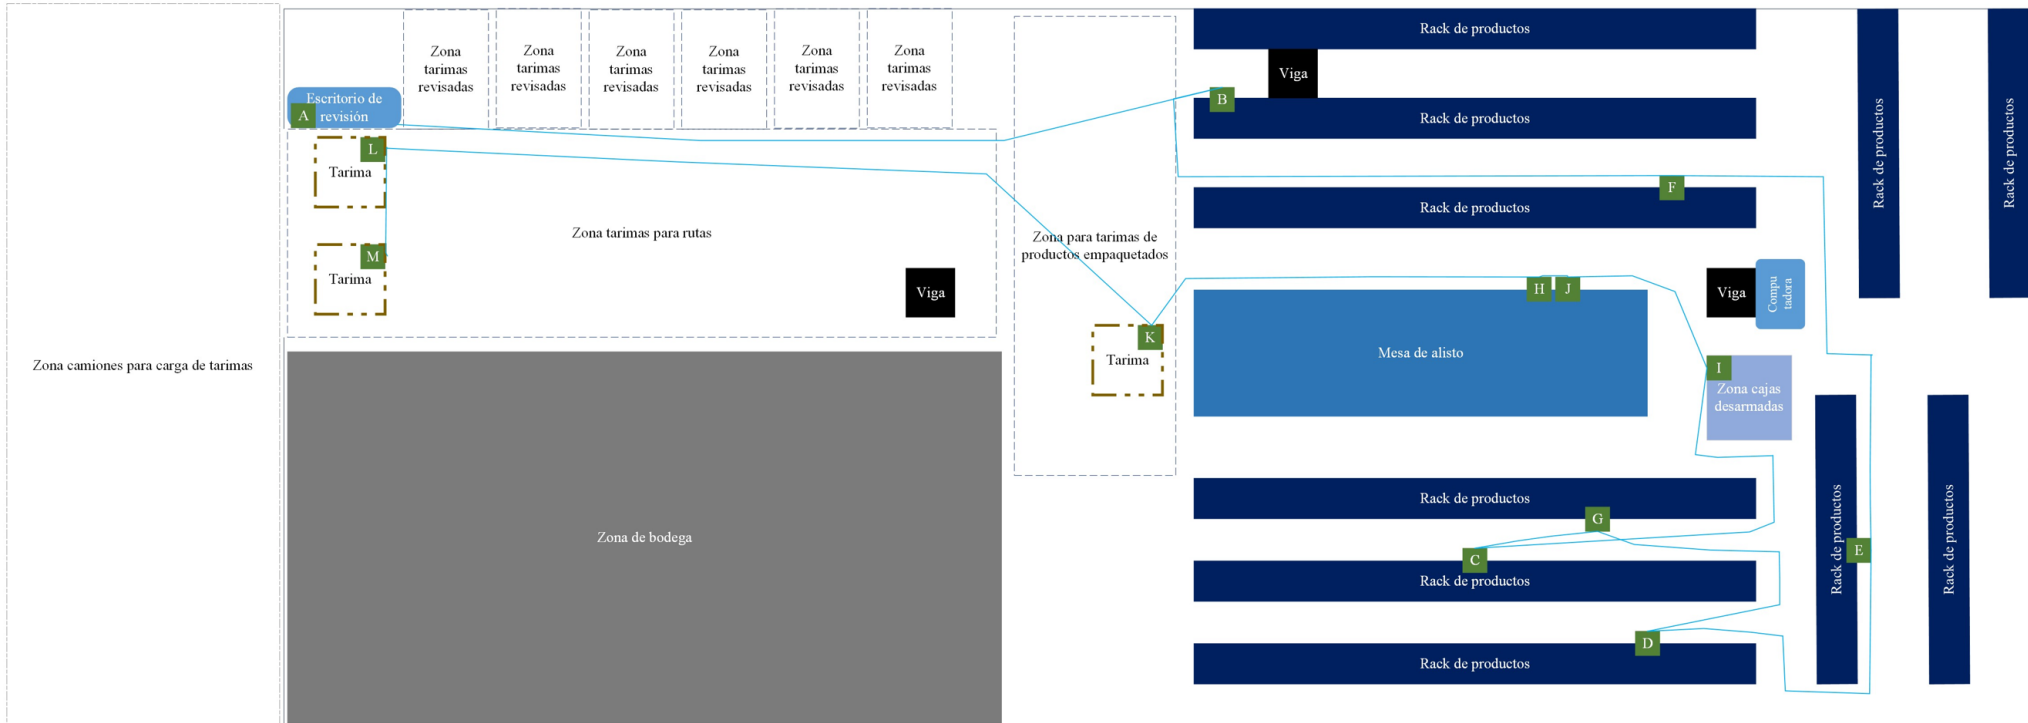 Zona camiones para carga de tarimas
Escritorio de
revisión
A
Zona
tarimas
revisadas
Zona
tarimas
revisadas
Zona
tarimas
revisadas
Zona
tarimas
revisadas
Zona
tarimas
revisadas
Zona
tarimas
revisadas
L
Tarima
M
Tarima
Zona tarimas para rutas
Viga
Zona de bodega
Zona para tarimas de
productos empaquetados
K
Tarima
Rack de productos
Viga
B
Rack de productos
F
Rack de productos
H
J
Mesa de alisto
Viga
Compu
tadora
I
Zona cajas
desarmadas
Rack de productos
G
C
Rack de productos
D
Rack de productos
Rack de productos
Rack de productos
Rack de productos
E
Rack de productos